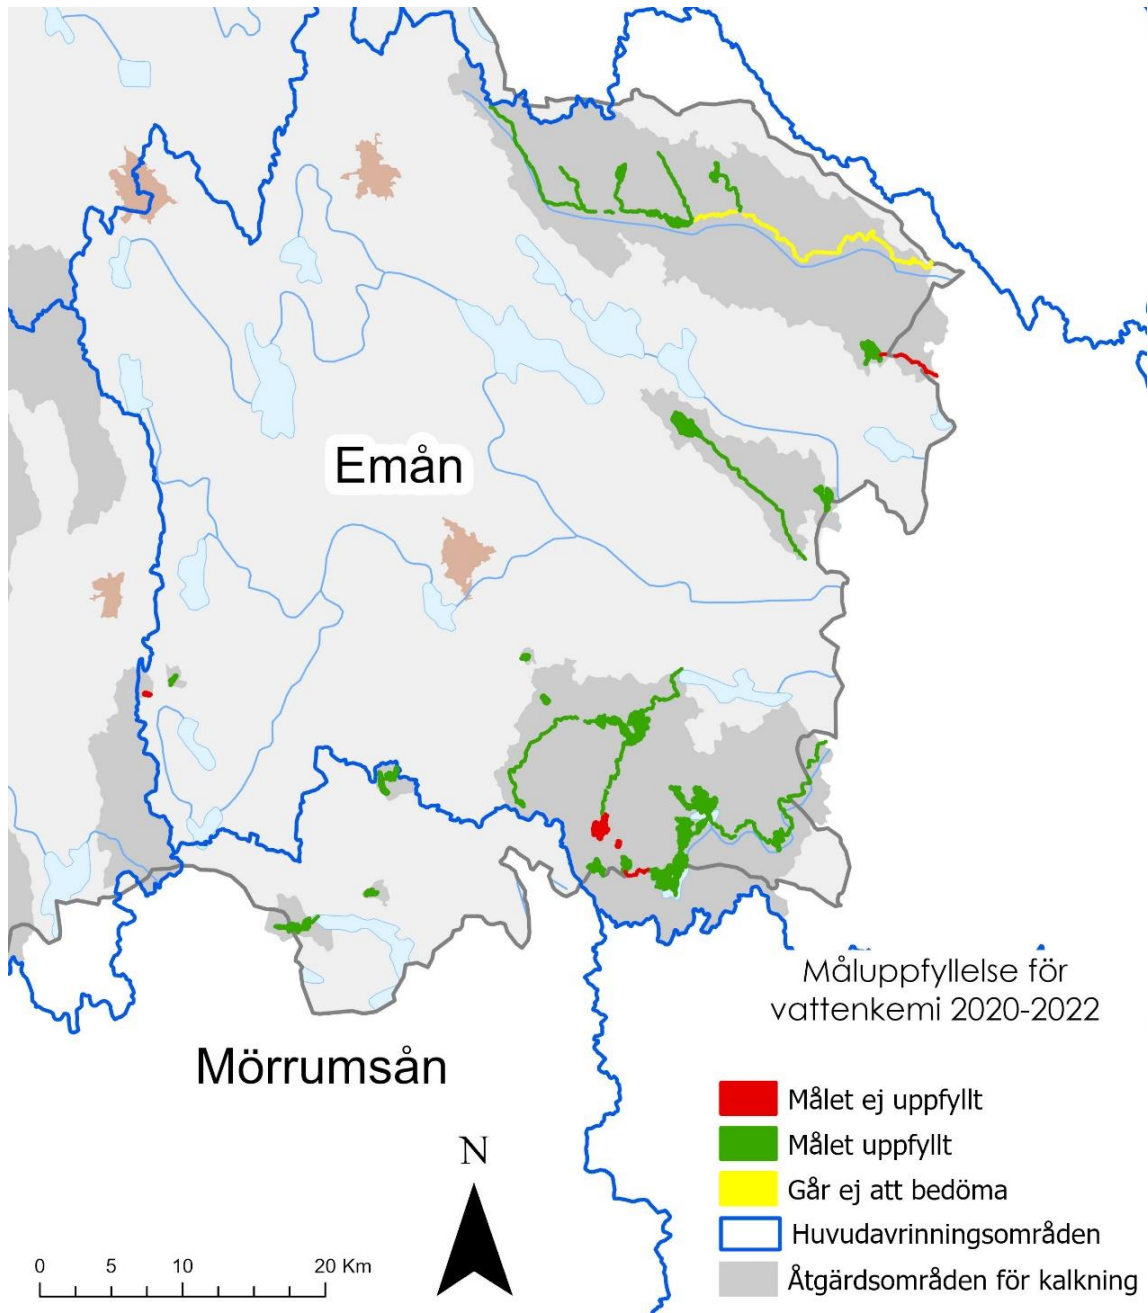 Emån
Måluppfyllelse för
vattenkemi 2020-2022
Mörrumsån
N
Målet ej uppfyllt
Målet uppfyllt
Går ej att bedöma
Huvudavrinningsområden
Åtgärdsområden för kalkning
0 5 10 20 Km